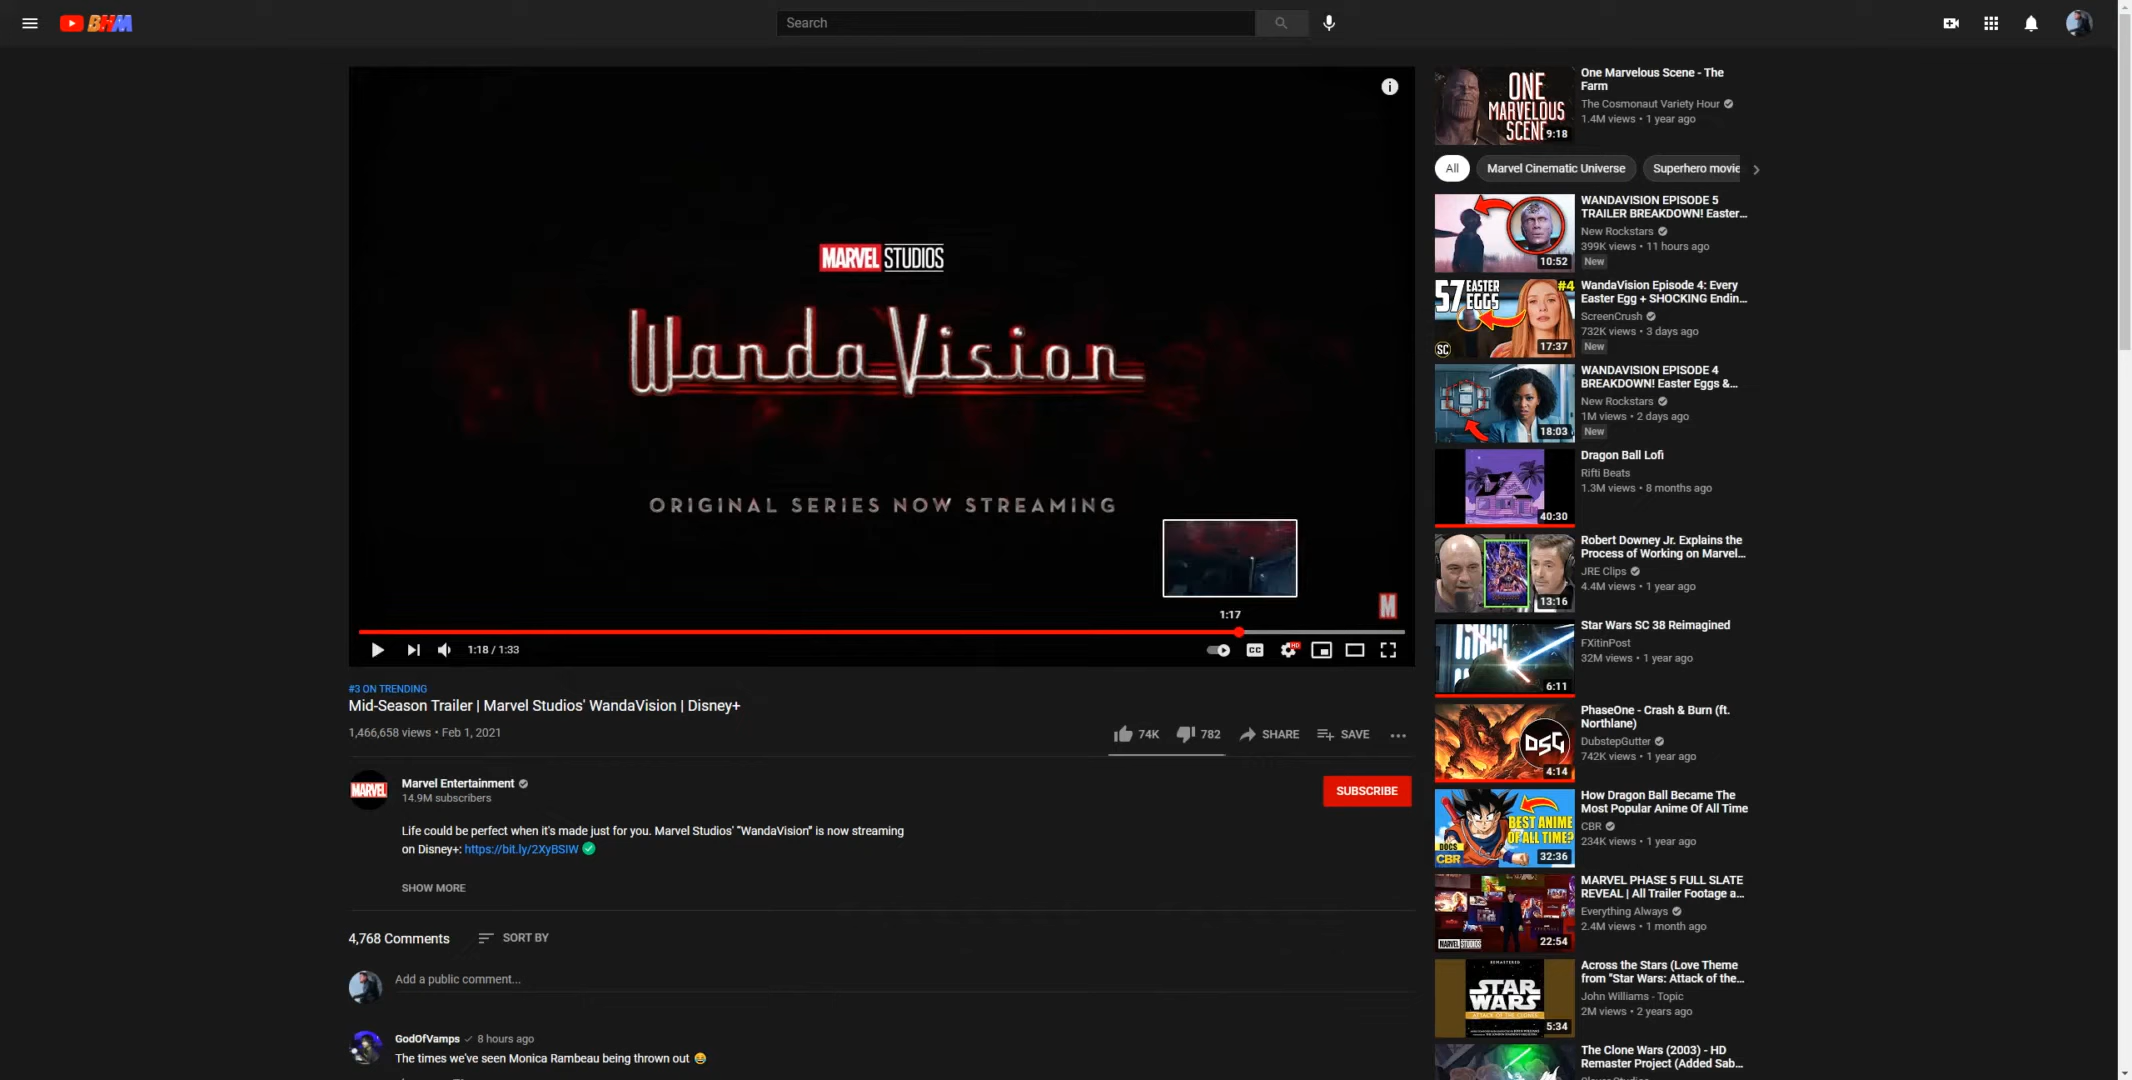 BHM
Search
MARVEL STUDIOS
WandaVision
ORIGINAL SERIES NOW STREAMING
1:17
M
1:18 / 1:33
CC
HD
#3 ON TRENDING
Mid-Season Trailer | Marvel Studios' WandaVision | Disney+
1,466,658 views • Feb 1, 2021
74K
782
SHARE
SAVE
MARVEL
Marvel Entertainment
14.9M subscribers
SUBSCRIBE
Life could be perfect when it's made just for you. Marvel Studios' "WandaVision" is now streaming
on Disney+: https://bit.ly/2XyBSIW
SHOW MORE
4,768 Comments
SORT BY
Add a public comment...
GodOfVamps
8 hours ago
The times we've seen Monica Rambeau being thrown out 😂
ONE
MARVELOUS
SCENE
9:18
One Marvelous Scene - The
Farm
The Cosmonaut Variety Hour
1.4M views • 1 year ago
All
Marvel Cinematic Universe
Superhero movie
10:52
WANDAVISION EPISODE 5
TRAILER BREAKDOWN! Easter...
New Rockstars
399K views • 11 hours ago
New
57 EASTER
EGGS
#4
SC
17:37
WandaVision Episode 4: Every
Easter Egg + SHOCKING Endin...
ScreenCrush
732K views • 3 days ago
New
18:03
WANDAVISION EPISODE 4
BREAKDOWN! Easter Eggs &...
New Rockstars
1M views • 2 days ago
New
40:30
Dragon Ball Lofi
Rifti Beats
1.3M views • 8 months ago
13:16
Robert Downey Jr. Explains the
Process of Working on Marvel...
JRE Clips
4.4M views • 1 year ago
6:11
Star Wars SC 38 Reimagined
FXitinPost
32M views • 1 year ago
DSG
4:14
PhaseOne - Crash & Burn (ft.
Northlane)
DubstepGutter
742K views • 1 year ago
BEST ANIME
OF ALL TIME?
DOCS
CBR
32:36
How Dragon Ball Became The
Most Popular Anime Of All Time
CBR
234K views • 1 year ago
MARVEL STUDIOS
22:54
MARVEL PHASE 5 FULL SLATE
REVEAL | All Trailer Footage a...
Everything Always
2.4M views • 1 month ago
REMASTERED
STAR
WARS
ATTACK OF THE CLONES
5:34
Across the Stars (Love Theme
from "Star Wars: Attack of the...
John Williams - Topic
2M views • 2 years ago
The Clone Wars (2003) - HD
Remaster Project (Added Sab...